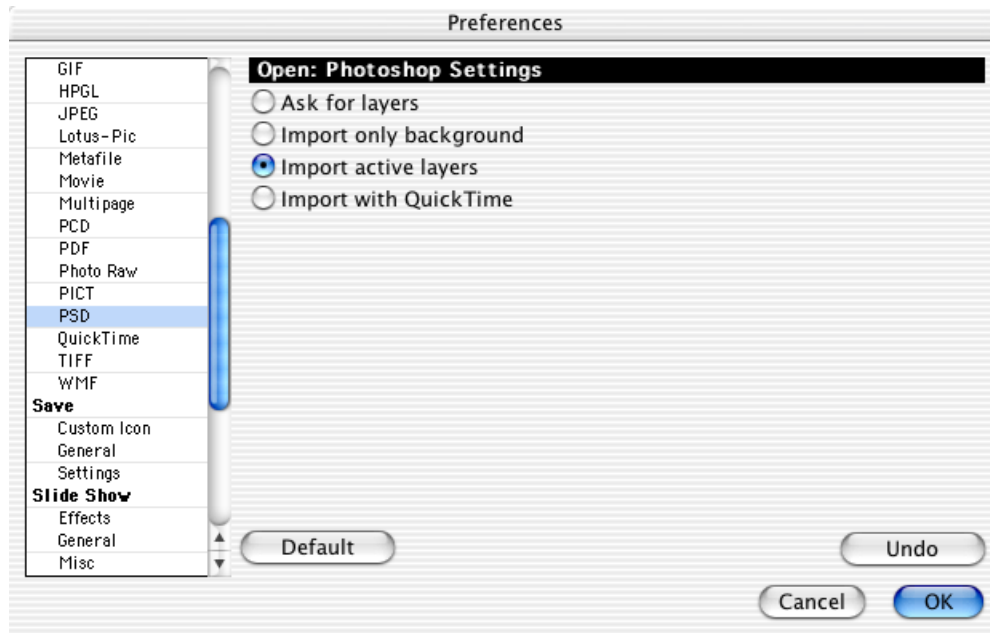 Preferences
GIF
HPGL
JPEG
Lotus-Pic
Metafile
Movie
Multipage
PCD
PDF
Photo Raw
PICT
PSD
QuickTime
TIFF
WMF
Save
Custom Icon
General
Settings
Slide Show
Effects
General
Misc
Open: Photoshop Settings
Ask for layers
Import only background
Import active layers
Import with QuickTime
Default
Undo
Cancel
OK